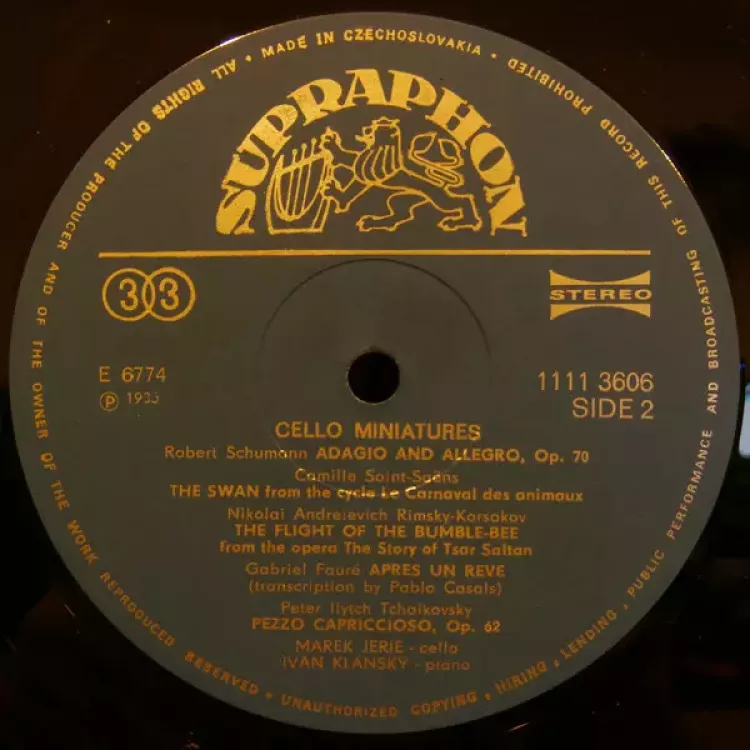 MADE IN CZECHOSLOVAKIA • ALL RIGHTS OF THE PRODUCER AND OF THE OWNER OF THE WORK REPRODUCED RESERVED • UNAUTHORIZED COPYING, HIRING, LENDING, PUBLIC PERFORMANCE AND BROADCASTING OF THIS RECORD PROHIBITED •
SUPRAPHON
33
STEREO
E 6774
℗
1111 3606
SIDE 2
CELLO MINIATURES
Robert Schumann ADAGIO AND ALLEGRO, Op. 70
Camille Saint-Saëns
THE SWAN from the cycle Le Carnaval des animaux
Nikolai Andreievich Rimsky-Korsakov
THE FLIGHT OF THE BUMBLE-BEE
from the opera The Story of Tsar Saltan
Gabriel Fauré APRES UN REVE
(transcription by Pablo Casals)
Peter Ilytch Tchaikovsky
PEZZO CAPRICCIOSO, Op. 62
MAREK JERIE - cello
IVAN KLANSKY - piano